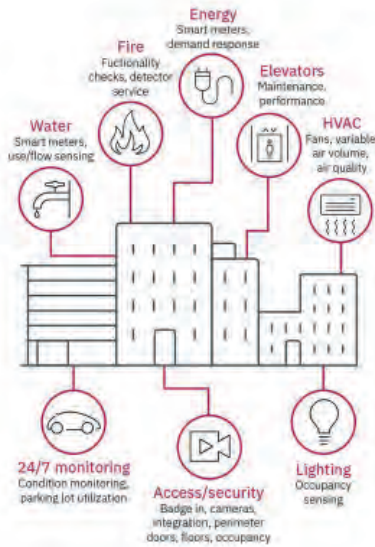 Energy
Smart meters,
demand response
Fire
Fuctionality
checks, detector
service
Elevators
Maintenance,
performance
Water
Smart meters,
use/flow sensing
HVAC
Fans, variable
air volume,
air quality
24/7 monitoring
Condition monitoring,
parking lot utilization
Access/security
Badge in, cameras,
integration, perimeter
doors, floors, occupancy
Lighting
Occupancy
sensing